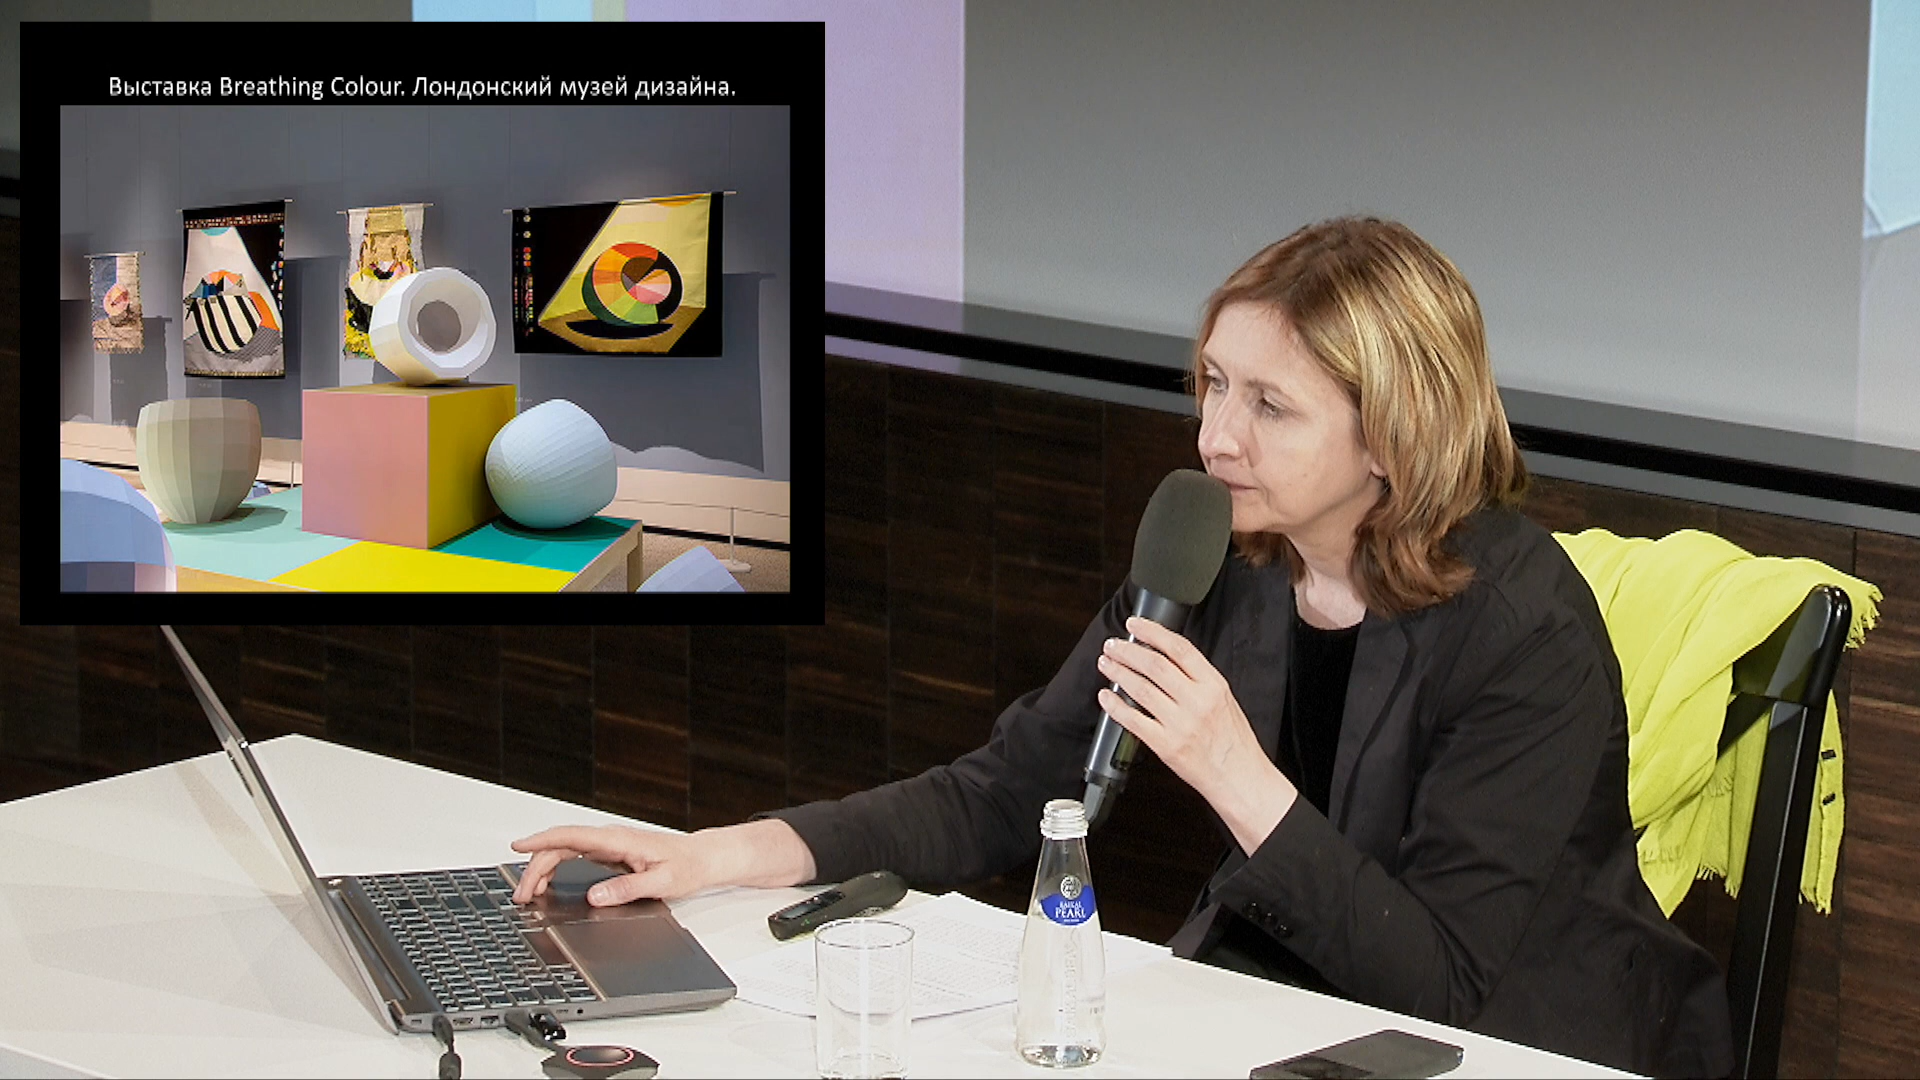 Выставка Breathing Colour. Лондонский музей дизайна.
BAIKAL
PEARL